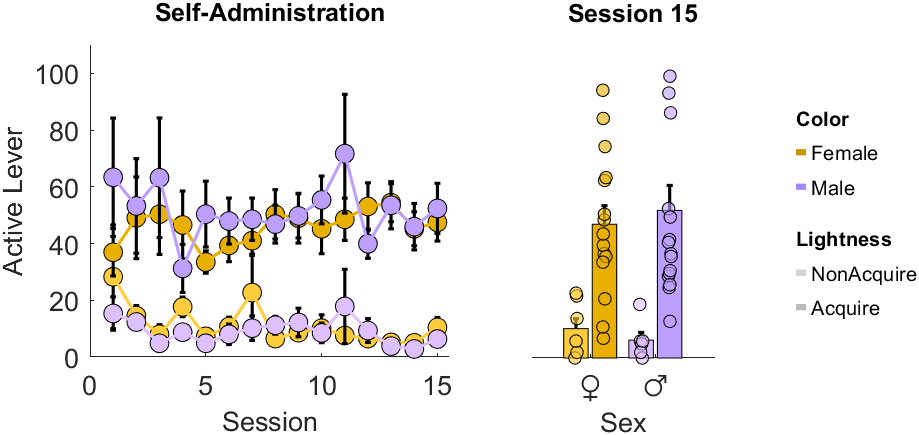 Self-Administration
Session 15
100
80
60
40
20
0
Active Lever
0
5
10
15
Session
♀
♂
Sex
Color
Female
Male
Lightness
NonAcquire
Acquire